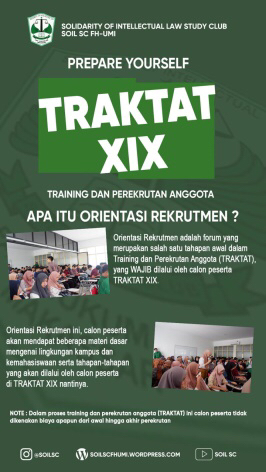 SOLIDARITY OF INTELLECTUAL LAW STUDY CLUB
SOIL SC FH-UMI
PREPARE YOURSELF
TRAKTAT
XIX
TRAINING DAN PEREKRUTAN ANGGOTA
APA ITU ORIENTASI REKRUTMEN ?
Orientasi Rekrutmen adalah forum yang
merupakan salah satu tahapan awal dalam
Training dan Perekrutan Anggota (TRAKTAT),
yang WAJIB dilalui oleh calon peserta
TRAKTAT XIX.
Orientasi Rekrutmen ini, calon peserta
akan mendapat beberapa materi dasar
mengenai lingkungan kampus dan
kemahasiswaan serta tahapan-tahapan
yang akan dilalui oleh calon peserta
di TRAKTAT XIX nantinya.
NOTE : Dalam proses training dan perekrutan anggota (TRAKTAT) ini calon peserta tidak
dikenakan biaya apapun dari awal hingga akhir perekrutan
@SOILSC
SOILSCFHUMI.WORDPRESS.COM
SOIL SC